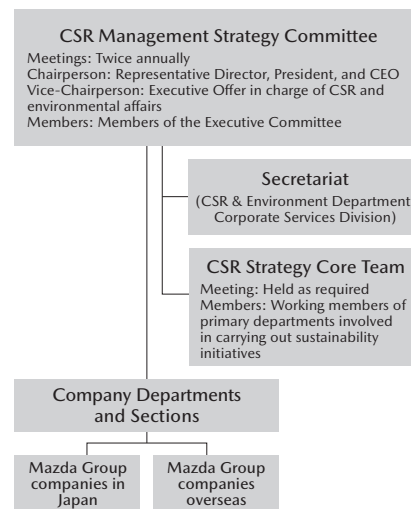 CSR Management Strategy Committee
Meetings: Twice annually
Chairperson: Representative Director, President, and CEO
Vice-Chairperson: Executive Offer in charge of CSR and
environmental affairs
Members: Members of the Executive Committee
Secretariat
(CSR & Environment Department
Corporate Services Division)
CSR Strategy Core Team
Meeting: Held as required
Members: Working members of
primary departments involved
in carrying out sustainability
initiatives
Company Departments
and Sections
Mazda Group
companies in
Japan
Mazda Group
companies
overseas